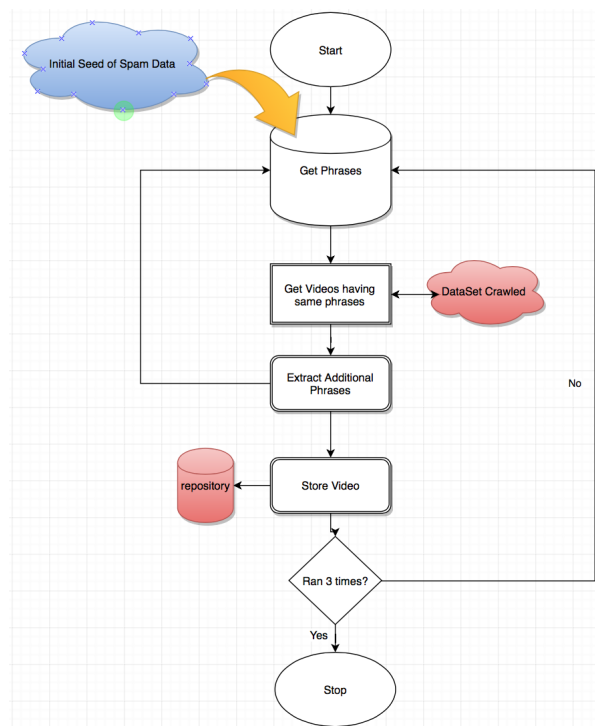 Start
Initial Seed of Spam Data
Get Phrases
Get Videos having
same phrases
DataSet Crawled
Extract Additional
Phrases
No
repository
Store Video
Ran 3 times?
Yes
Stop